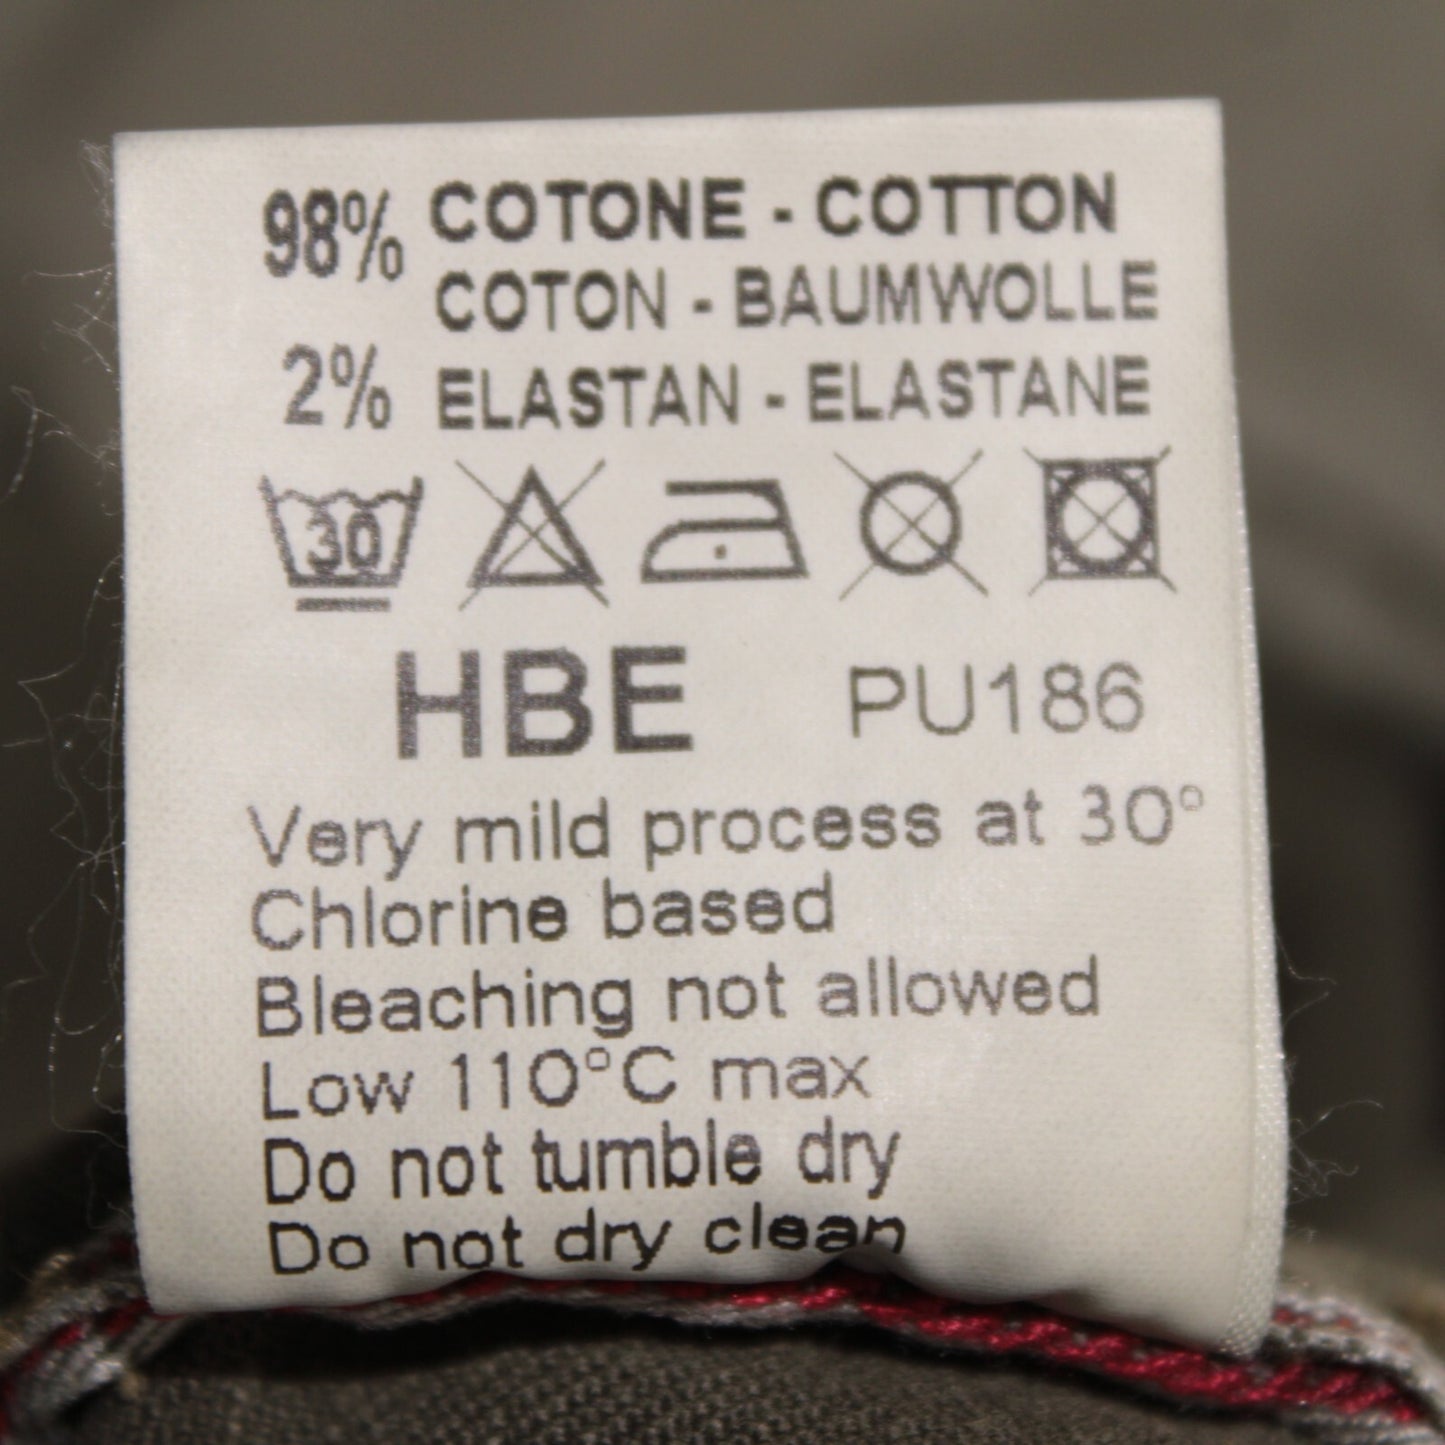 98% COTONE - COTTON
COTON - BAUMWOLLE
2% ELASTAN - ELASTANE
30
HBE PU186
Very mild process at 30°
Chlorine based
Bleaching not allowed
Low 110°C max
Do not tumble dry
Do not dry clean